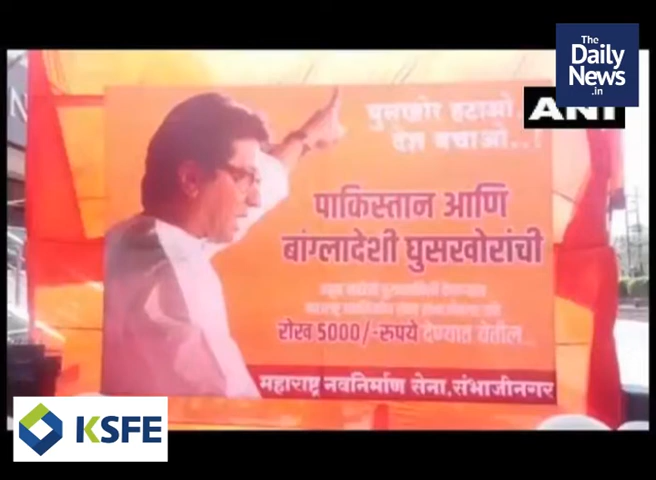 The
Daily
News
.in
ANI
घुसखोर हटाओ
देश बचाओ..!
पाकिस्तान आणि
बांग्लादेशी घुसखोरांची
रोख 5000/-रुपये देण्यात येतील..
महाराष्ट्र नवनिर्माण सेना,संभाजीनगर
KSFE